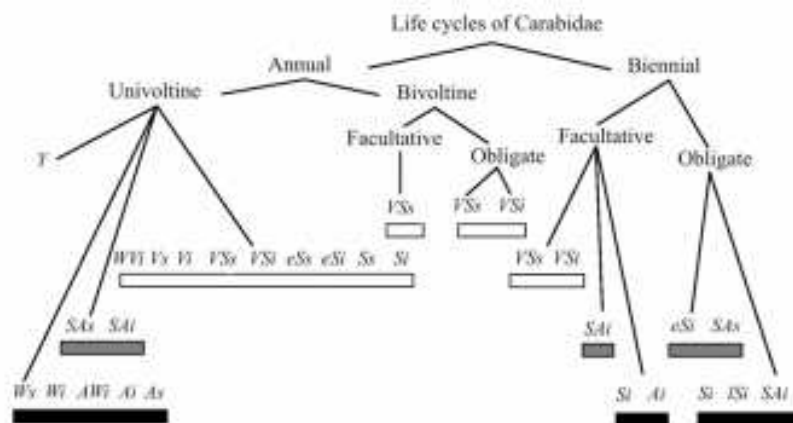 Life cycles of Carabidae
Annual
Biennial
Univoltine
Bivoltine
Facultative
Facultative
Obligate
Obligate
T
VSs
VSs VSi
WVi Vs Vi VSs VSi eSs eSi Ss Si
VSs VSi
SAs SAi
SAi
eSi SAs
Ws Wi AWi Ai As
Si Ai
Si lSi SAi